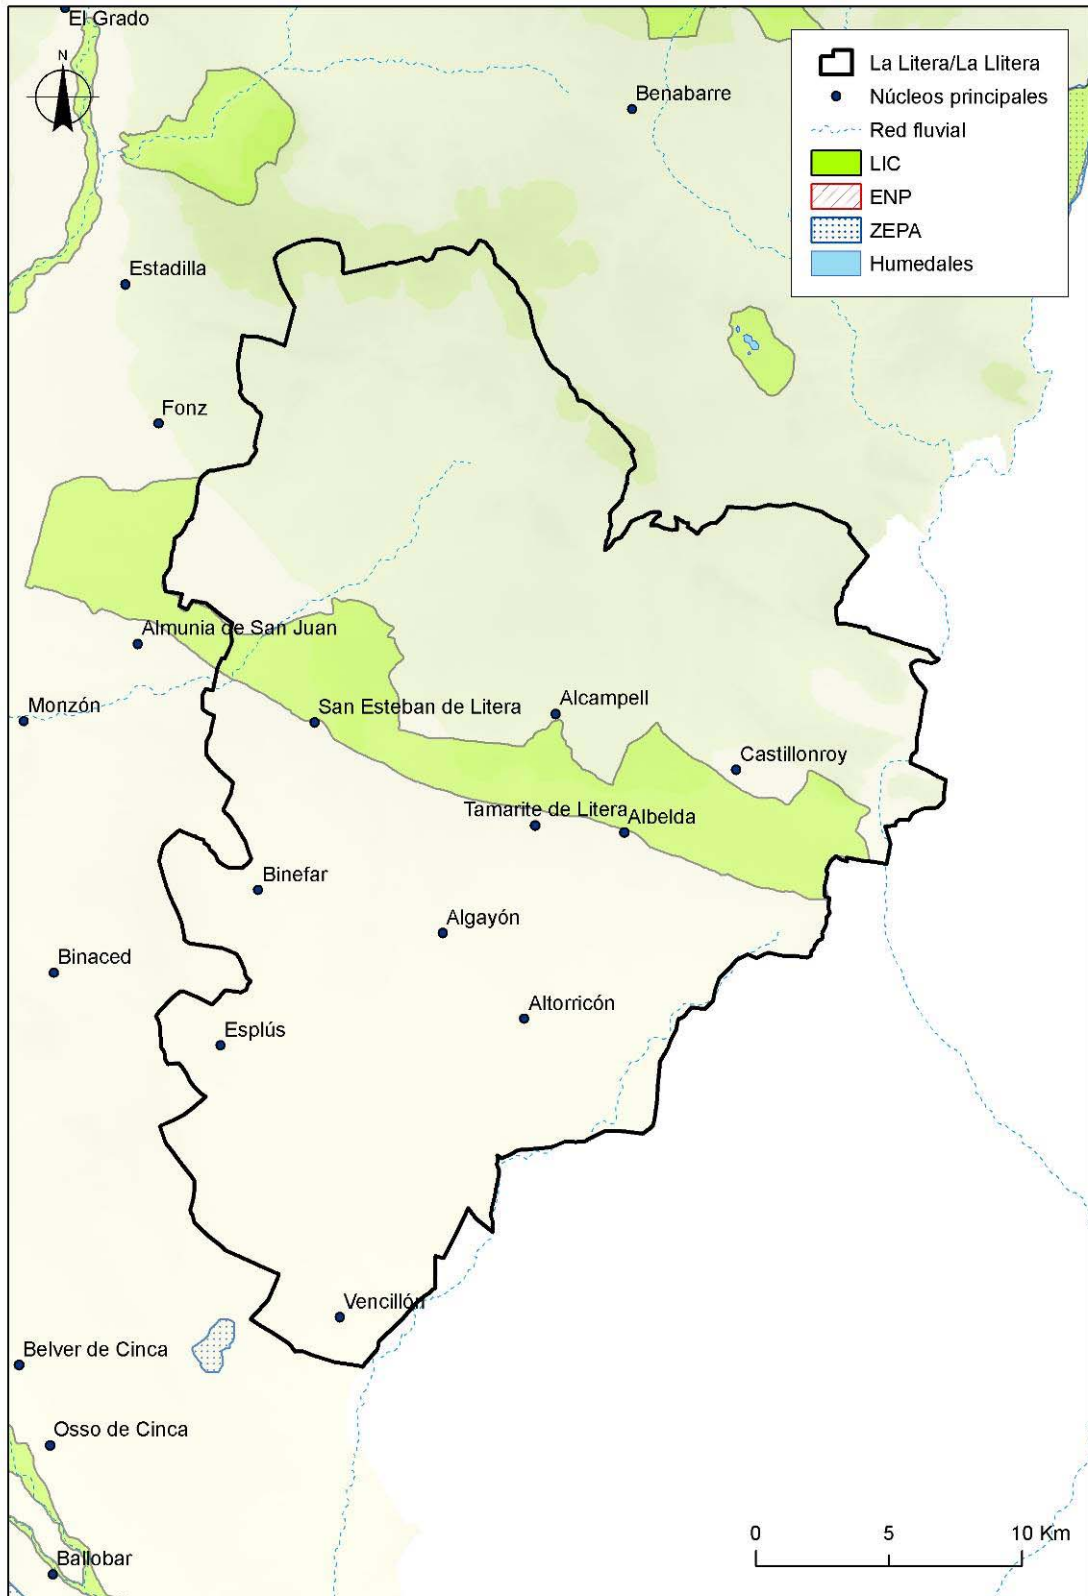 El Grado
N
Benabarre
La Litera/La Llitera
Núcleos principales
Red fluvial
LIC
ENP
ZEPA
Humedales
Estadilla
Fonz
Almunia de San Juan
Monzón
San Esteban de Litera
Alcampell
Castillonroy
Tamarite de Litera
Albelda
Binefar
Algayón
Binaced
Altorricón
Esplús
Vencillón
Belver de Cinca
Osso de Cinca
0 5 10 Km
Ballobar